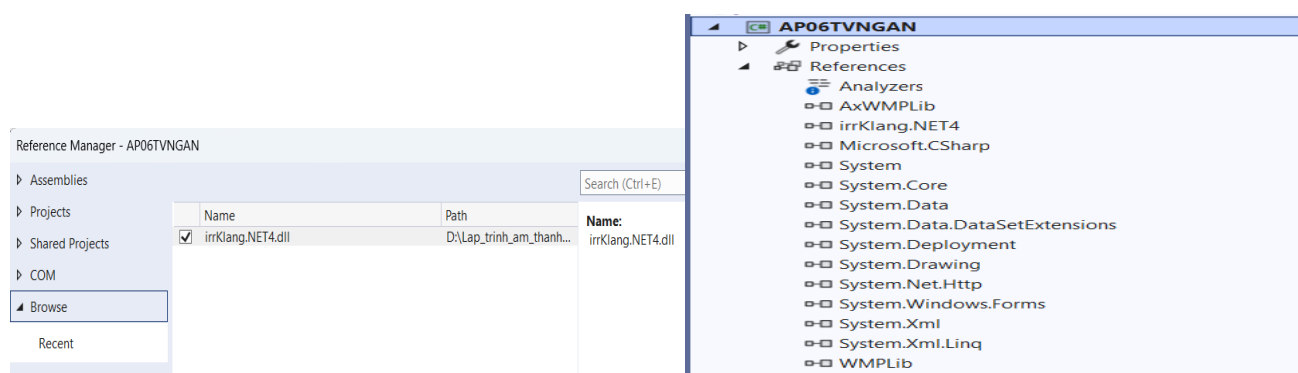 Reference Manager - AP06TVNGAN
Assemblies
Projects
Shared Projects
COM
Browse
Recent
Search (Ctrl+E)
Name
Path
irrKlang.NET4.dll
D:\Lap_trinh_am_thanh...
Name:
irrKlang.NET4.dll
C# AP06TVNGAN
Properties
References
Analyzers
AxWMPLib
irrKlang.NET4
Microsoft.CSharp
System
System.Core
System.Data
System.Data.DataSetExtensions
System.Deployment
System.Drawing
System.Net.Http
System.Windows.Forms
System.Xml
System.Xml.Linq
WMPLib